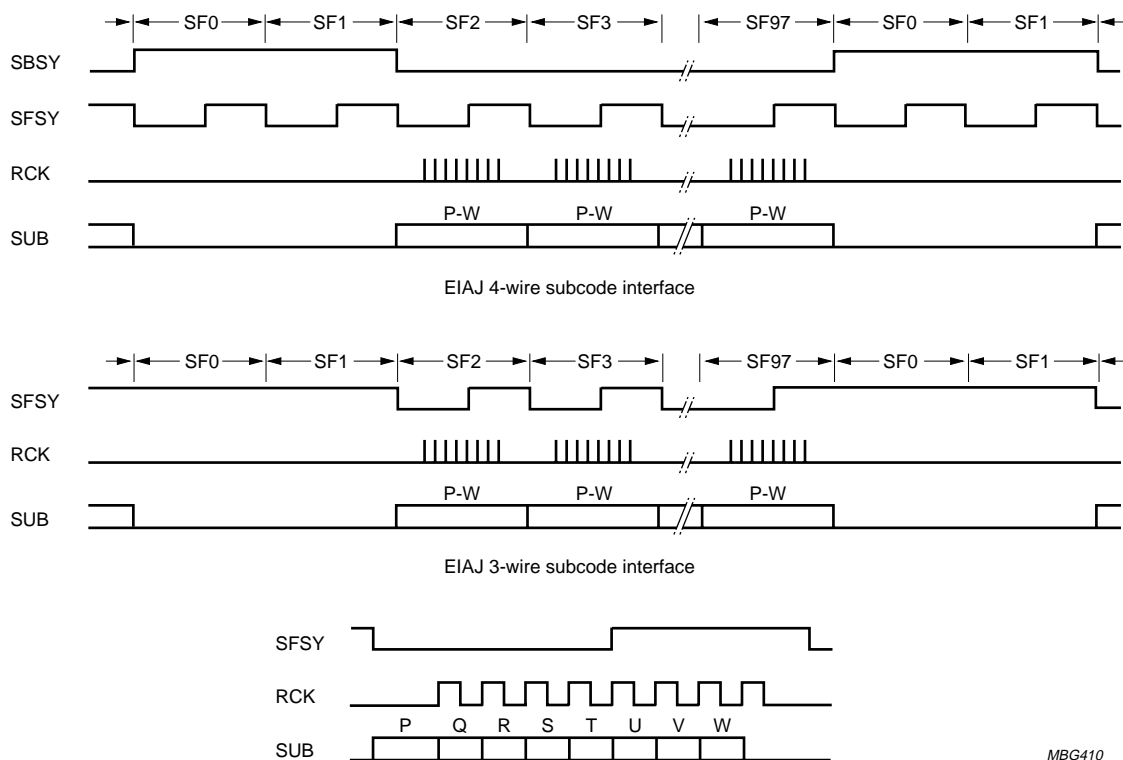 SF0 SF1 SF2 SF3 SF97 SF0 SF1
SBSY
SFSY
RCK
P-W P-W P-W
SUB
EIAJ 4-wire subcode interface
SF0 SF1 SF2 SF3 SF97 SF0 SF1
SFSY
RCK
P-W P-W P-W
SUB
EIAJ 3-wire subcode interface
SFSY
RCK
P Q R S T U V W
SUB
MBG410